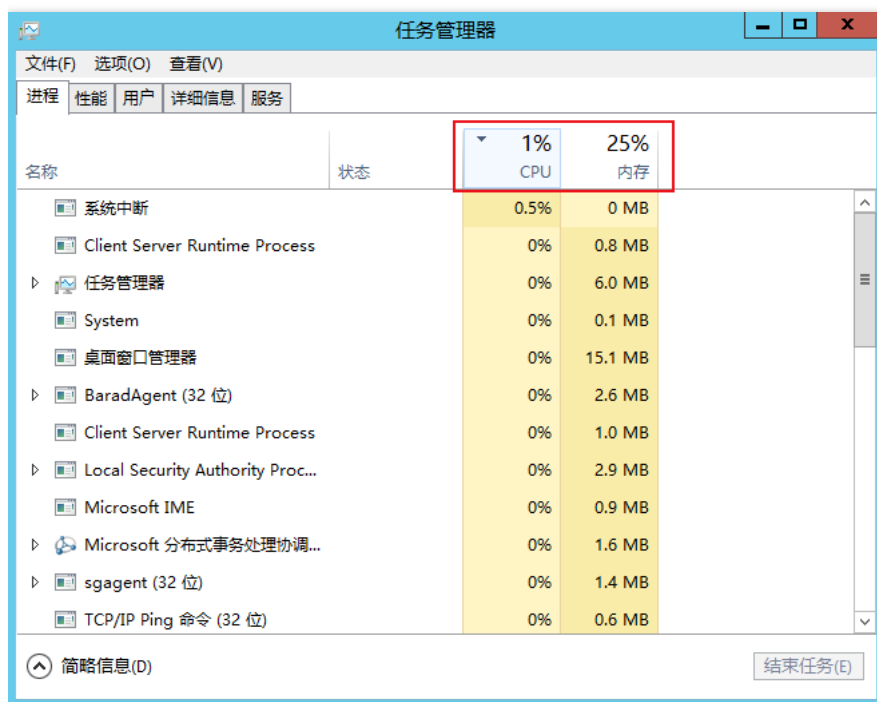 任务管理器
文件(F) 选项(O) 查看(V)
进程 性能 用户 详细信息 服务
1% 25%
名称 状态 CPU 内存
系统中断 0.5% 0 MB
Client Server Runtime Process 0% 0.8 MB
任务管理器 0% 6.0 MB
System 0% 0.1 MB
桌面窗口管理器 0% 15.1 MB
BaradAgent (32 位) 0% 2.6 MB
Client Server Runtime Process 0% 1.0 MB
Local Security Authority Proc... 0% 2.9 MB
Microsoft IME 0% 0.9 MB
Microsoft 分布式事务处理协调... 0% 1.6 MB
sgagent (32 位) 0% 1.4 MB
TCP/IP Ping 命令 (32 位) 0% 0.6 MB
简略信息(D) 结束任务(E)